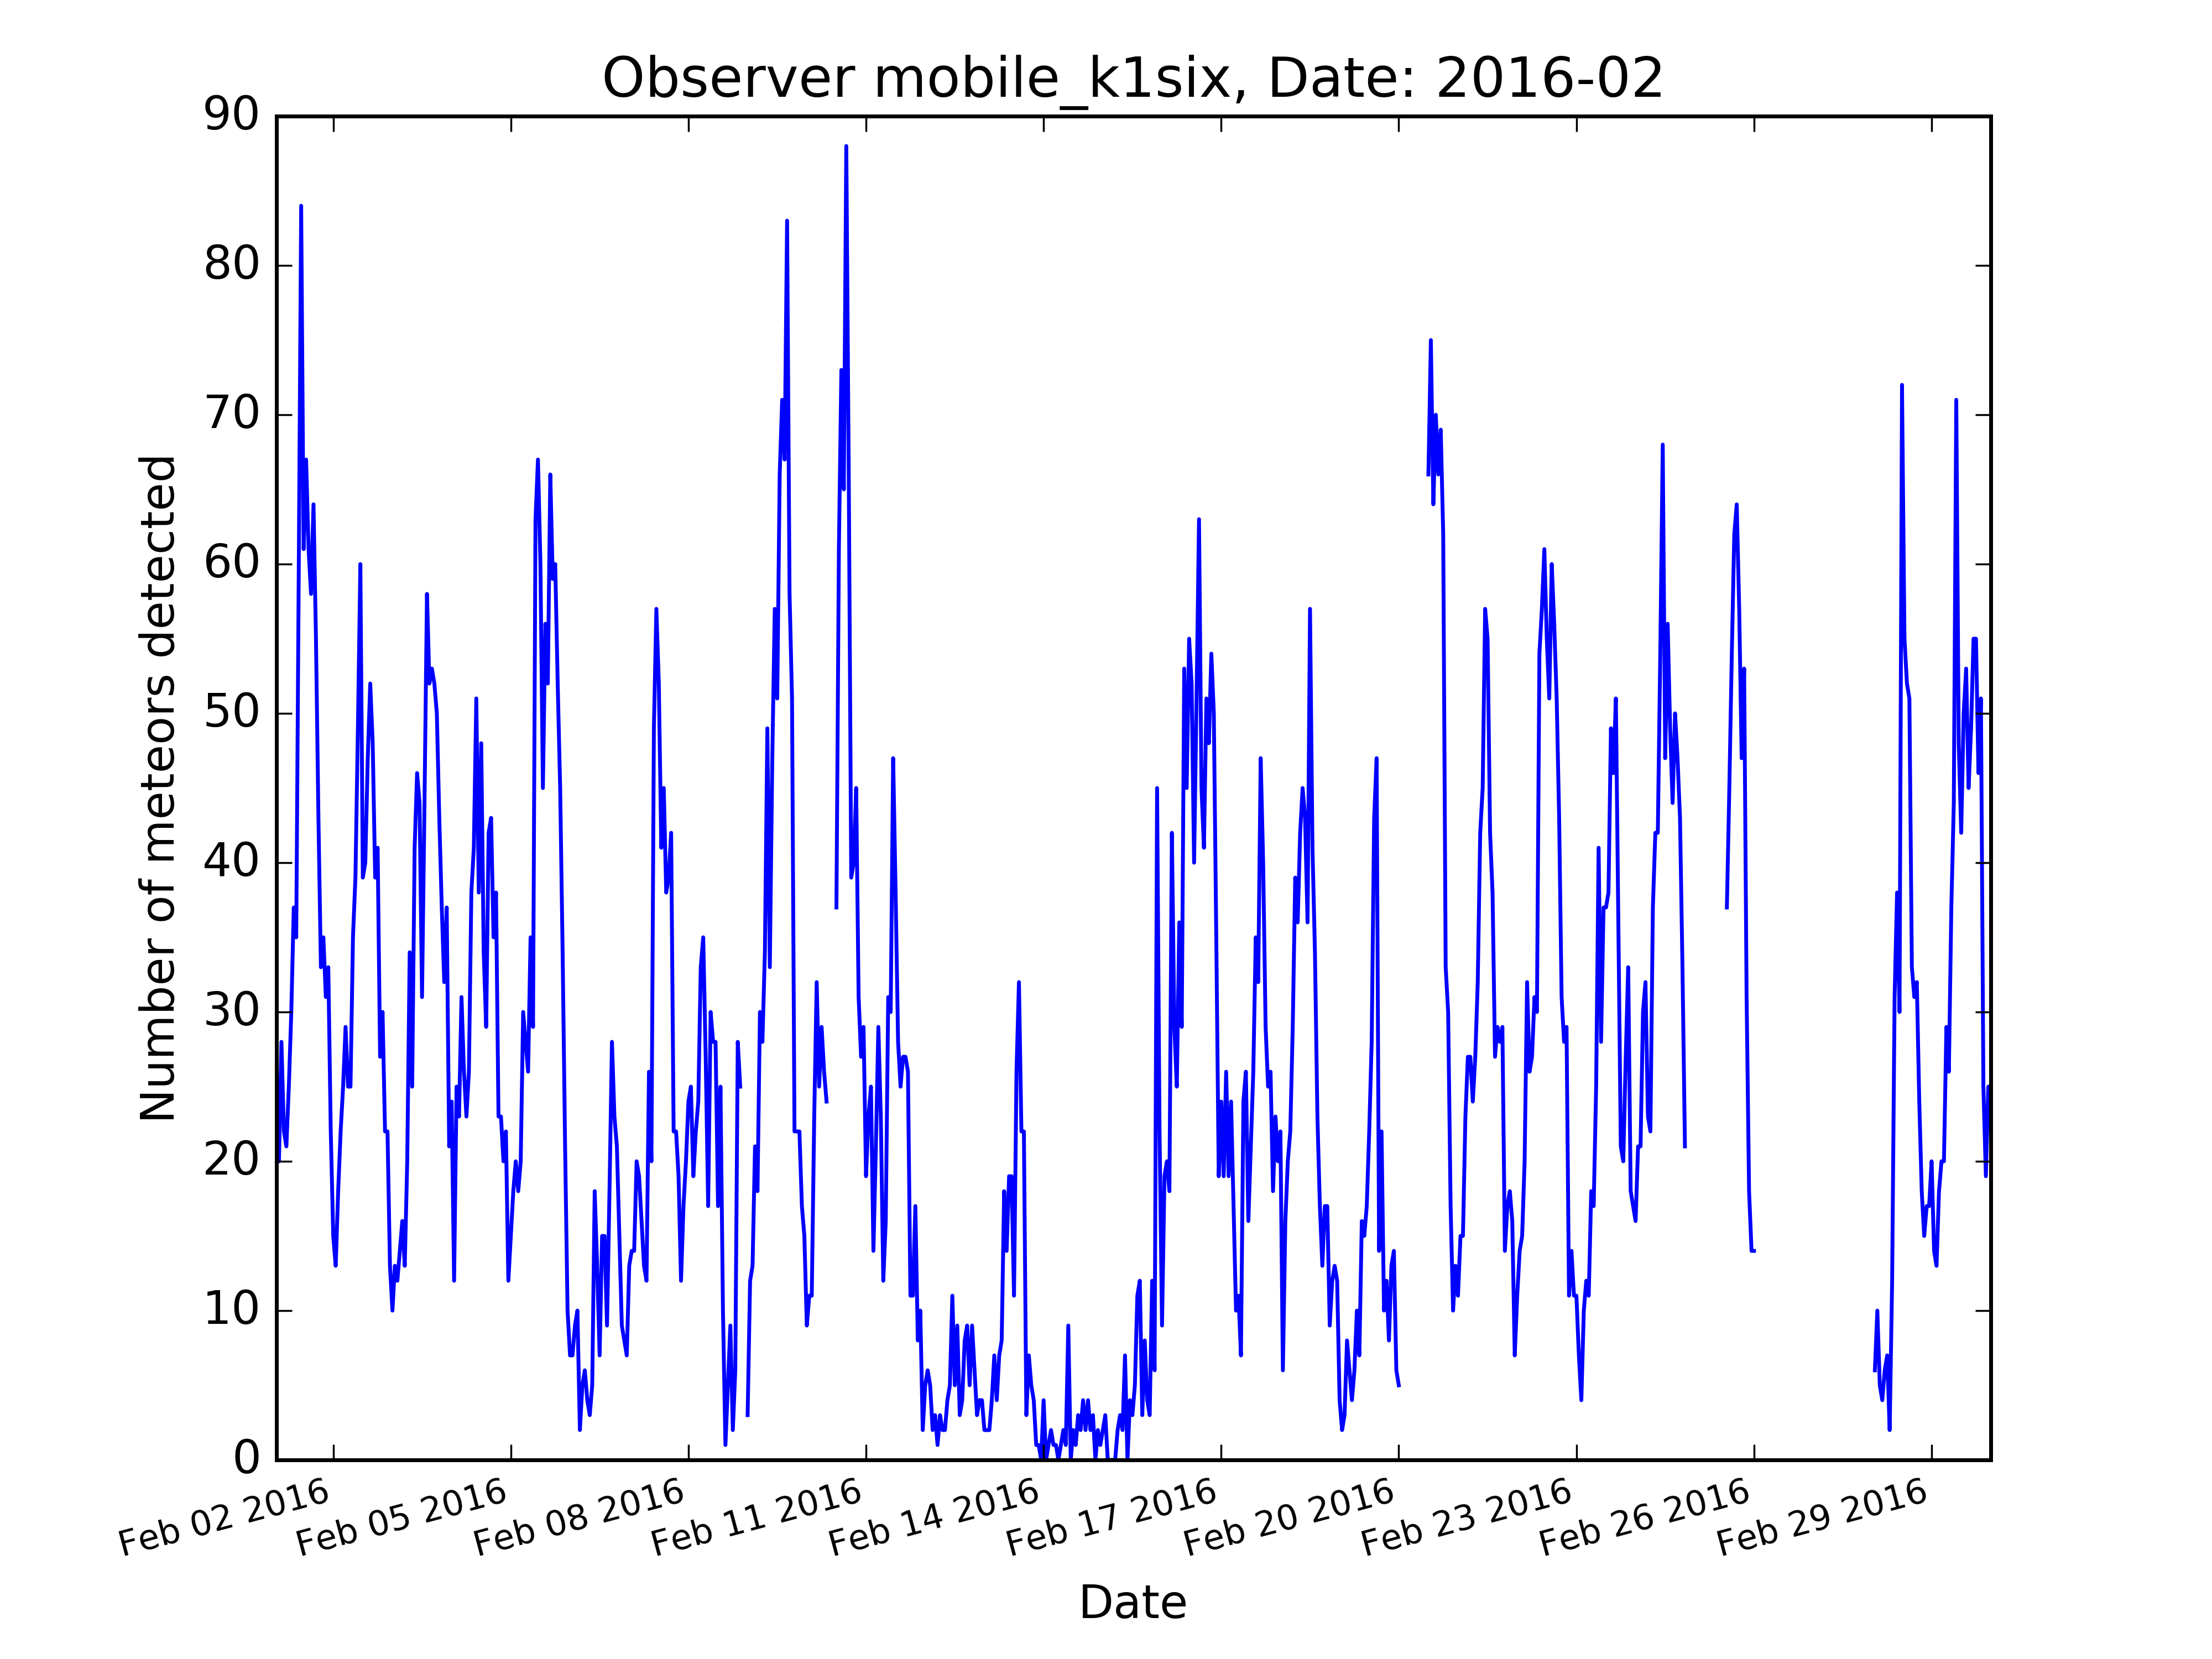 Observer mobile_k1six, Date: 2016-02
90
80
70
60
50
40
30
20
10
0
Number of meteors detected
Feb 02 2016
Feb 05 2016
Feb 08 2016
Feb 11 2016
Feb 14 2016
Feb 17 2016
Feb 20 2016
Feb 23 2016
Feb 26 2016
Feb 29 2016
Date